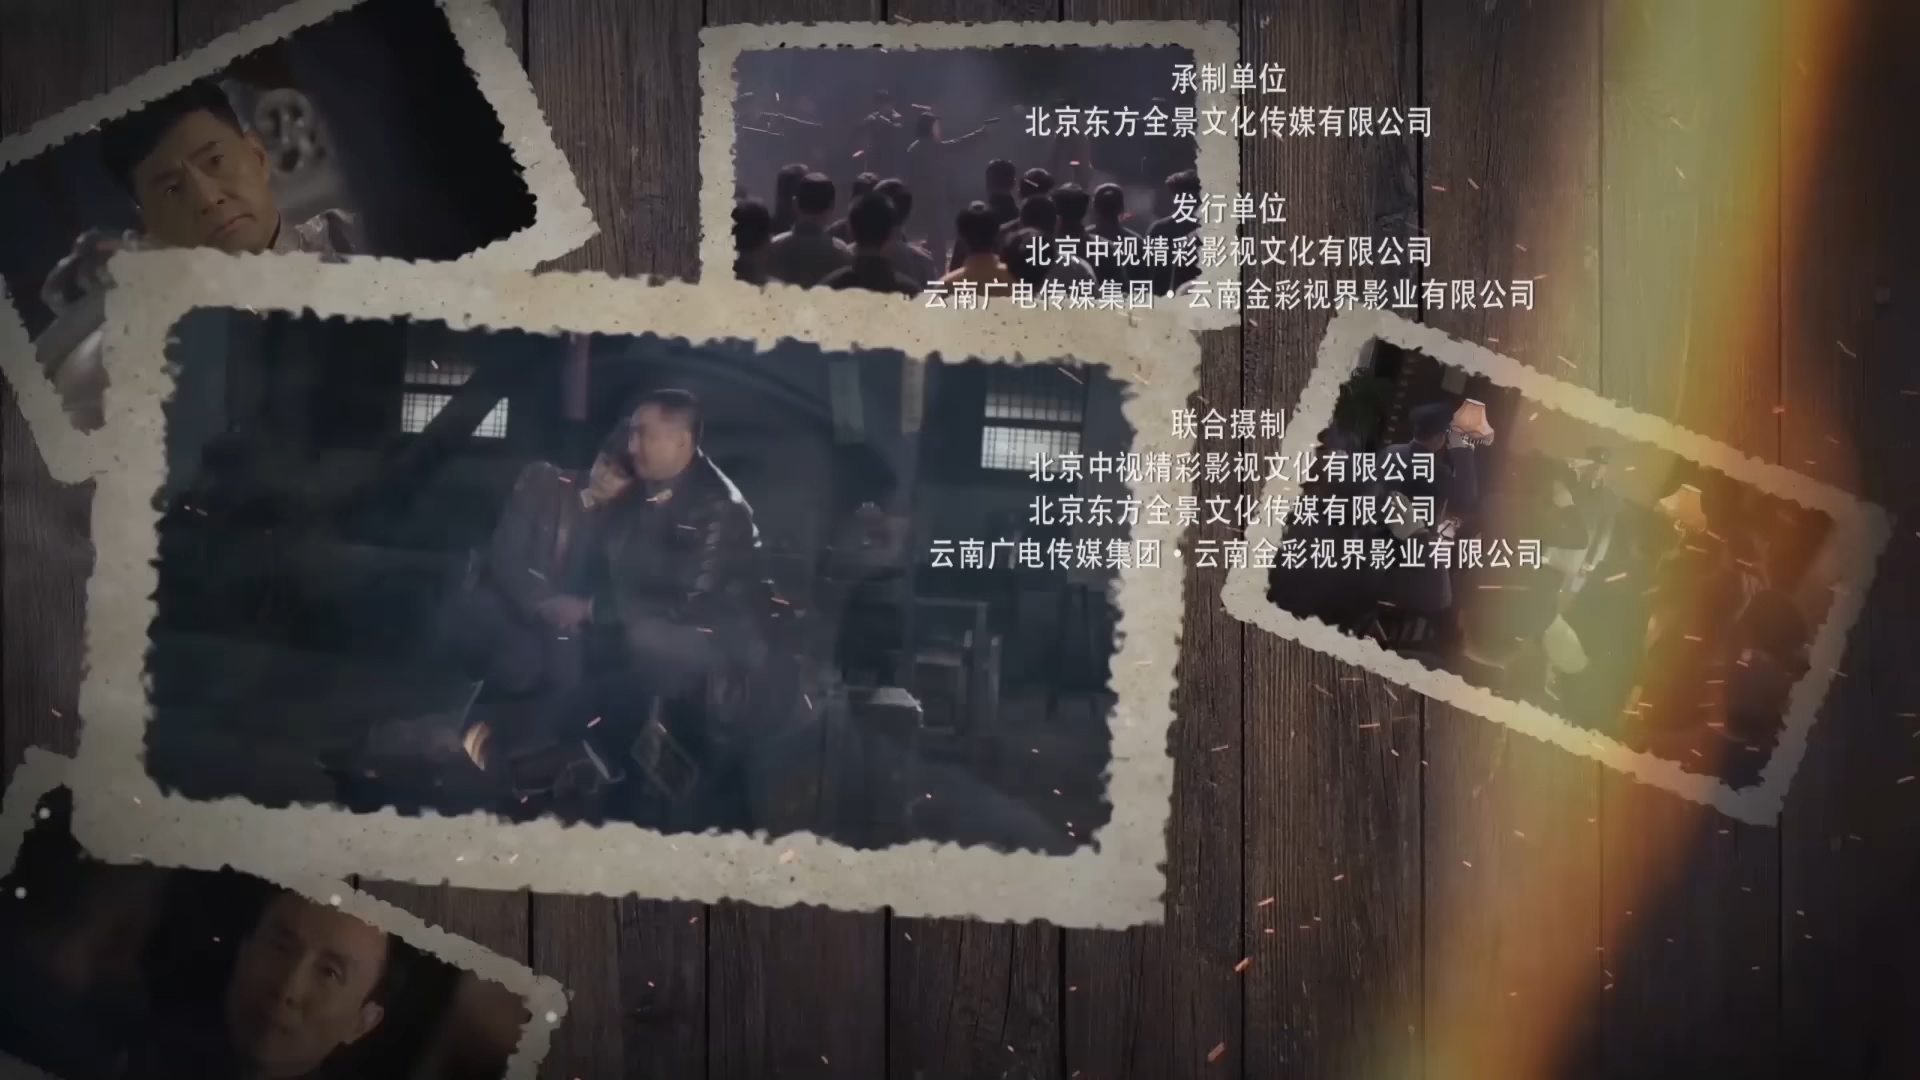 承制单位
北京东方全景文化传媒有限公司
发行单位
北京中视精彩影视文化有限公司
云南广电传媒集团·云南金彩视界影业有限公司
联合摄制
北京中视精彩影视文化有限公司
北京东方全景文化传媒有限公司
云南广电传媒集团·云南金彩视界影业有限公司